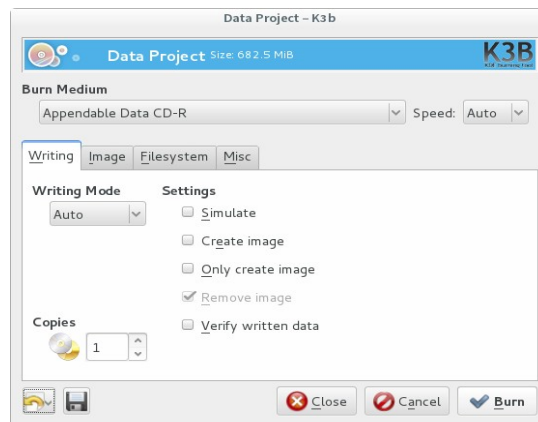 Data Project – K3b
Data Project Size: 682.5 MiB
K3B
Burn Medium
Appendable Data CD-R
Speed: Auto
Writing Image Filesystem Misc
Writing Mode
Settings
Auto
Simulate
Create image
Only create image
Remove image
Copies
Verify written data
1
Close Cancel Burn